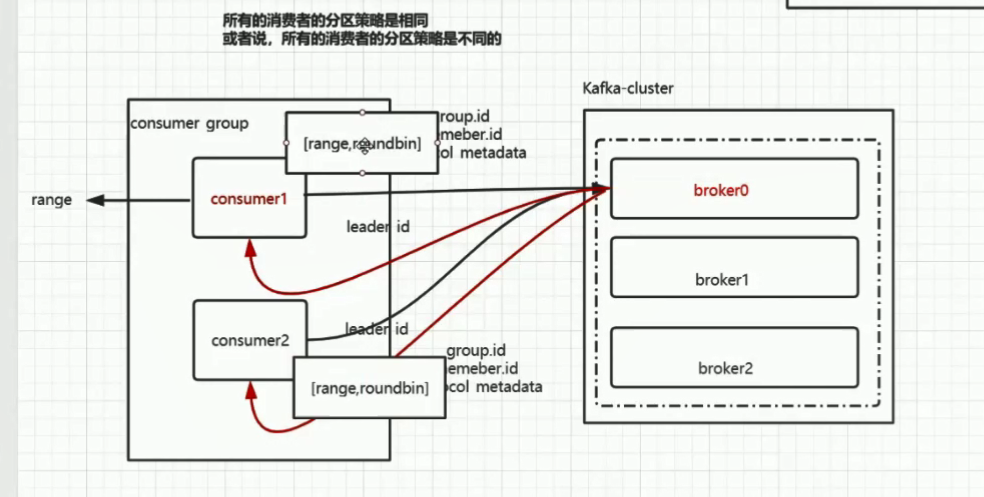 所有的消费者的分区策略是相同
或者说，所有的消费者的分区策略是不同的
Kafka-cluster
consumer group
roup.id
[range,roundbin]
emeber.id
ol metadata
range
consumer1
broker0
leader id
broker1
leader id
consumer2
group.id
emeber.id
broker2
[range,roundbin]
ocol metadata